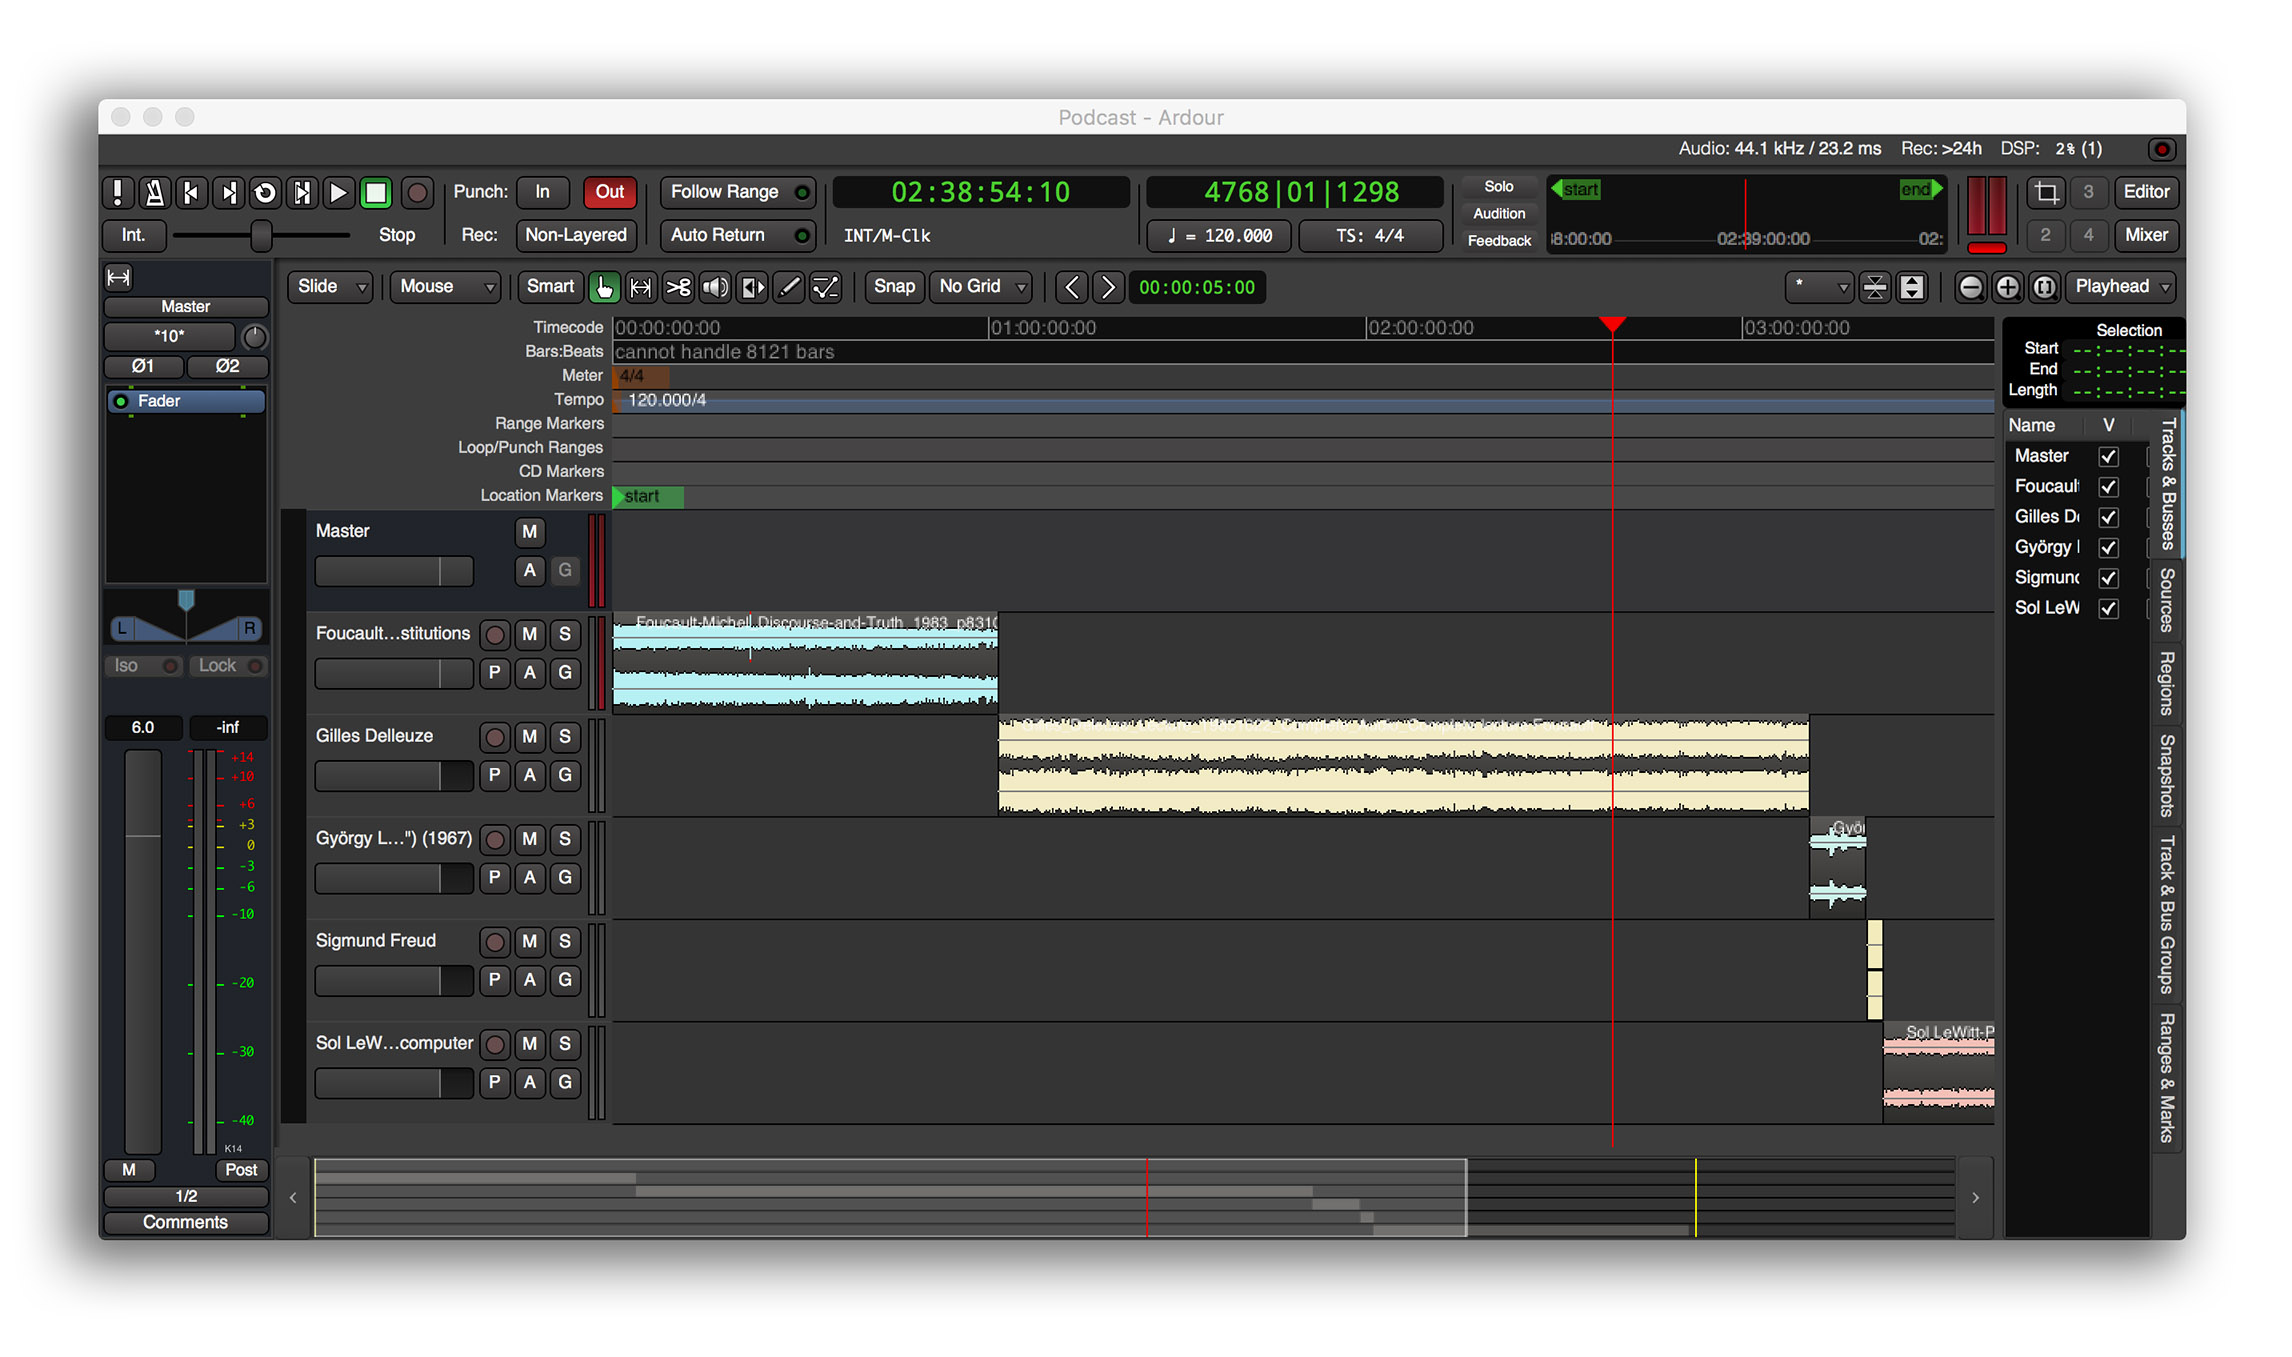 Podcast - Ardour
Audio: 44.1 kHz / 23.2 ms Rec: >24h DSP: 2% (1)
Punch: In Out Follow Range 02:38:54:10 4768|01|1298 Solo start end 3 Editor
Audition
Int. Stop Rec: Non-Layered Auto Return INT/M-Clk ♩ = 120.000 TS: 4/4 Feedback 02:39:00:00 02: 2 4 Mixer
Slide Mouse Smart Snap No Grid 00:00:05:00 * Playhead
Master
*10*
Ø1 Ø2
Fader
L R
Iso Lock
6.0 -inf
+14
+10
+6
+3
0
-3
-6
-10
-20
-30
-40
K14
M Post
1/2
Comments
Timecode 00:00:00:00 01:00:00:00 02:00:00:00 03:00:00:00
Bars:Beats cannot handle 8121 bars
Meter 4/4
Tempo 120.000/4
Range Markers
Loop/Punch Ranges
CD Markers
Location Markers start
Master M
A G
Foucault...stitutions M S Foucault-Michel_Discourse-and-Truth_1983_p8310
P A G
Gilles Delleuze M S
P A G
György L...") (1967) M S Györ
P A G
Sigmund Freud M S
P A G
Sol LeW...computer M S Sol LeWitt-P
P A G
Selection
Start --:--:--:--
End --:--:--:--
Length --:--:--:--
Name V
Master
Foucault
Gilles De
György
Sigmund
Sol LeW
Tracks & Busses
Sources
Regions
Snapshots
Track & Bus Groups
Ranges & Marks